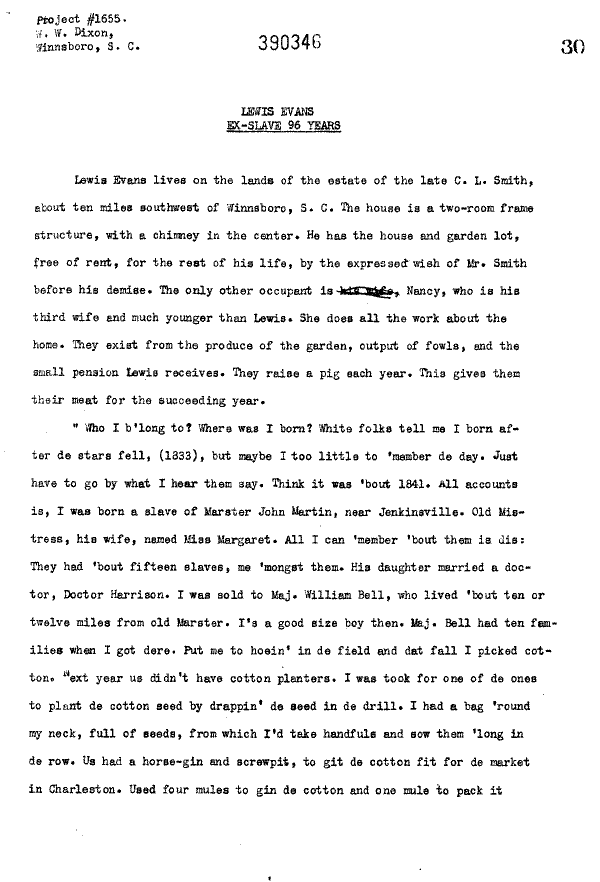 Project #1655.
W. W. Dixon,
Winnsboro, S. C.
390346
30
LEWIS EVANS
EX-SLAVE 96 YEARS
Lewis Evans lives on the lands of the estate of the late C. L. Smith,
about ten miles southwest of Winnsboro, S. C. The house is a two-room frame
structure, with a chimney in the center. He has the house and garden lot,
free of rent, for the rest of his life, by the expressed wish of Mr. Smith
before his demise. The only other occupant is his wife, Nancy, who is his
third wife and much younger than Lewis. She does all the work about the
home. They exist from the produce of the garden, output of fowls, and the
small pension Lewis receives. They raise a pig each year. This gives them
their meat for the succeeding year.
" Who I b'long to? Where was I born? White folks tell me I born af-
ter de stars fell, (1833), but maybe I too little to 'member de day. Just
have to go by what I hear them say. Think it was 'bout 1841. All accounts
is, I was born a slave of Marster John Martin, near Jenkinsville. Old Mis-
tress, his wife, named Miss Margaret. All I can 'member 'bout them is dis:
They had 'bout fifteen slaves, me 'mongst them. His daughter married a doc-
tor, Doctor Harrison. I was sold to Maj. William Bell, who lived 'bout ten or
twelve miles from old Marster. I's a good size boy then. Maj. Bell had ten fam-
ilies when I got dere. Put me to hoein' in de field and dat fall I picked cot-
ton. Next year us didn't have cotton planters. I was took for one of de ones
to plant de cotton seed by drappin' de seed in de drill. I had a bag 'round
my neck, full of seeds, from which I'd take handfuls and sow them 'long in
de row. Us had a horse-gin and screwpit, to git de cotton fit for de market
in Charleston. Used four mules to gin de cotton and one mule to pack it